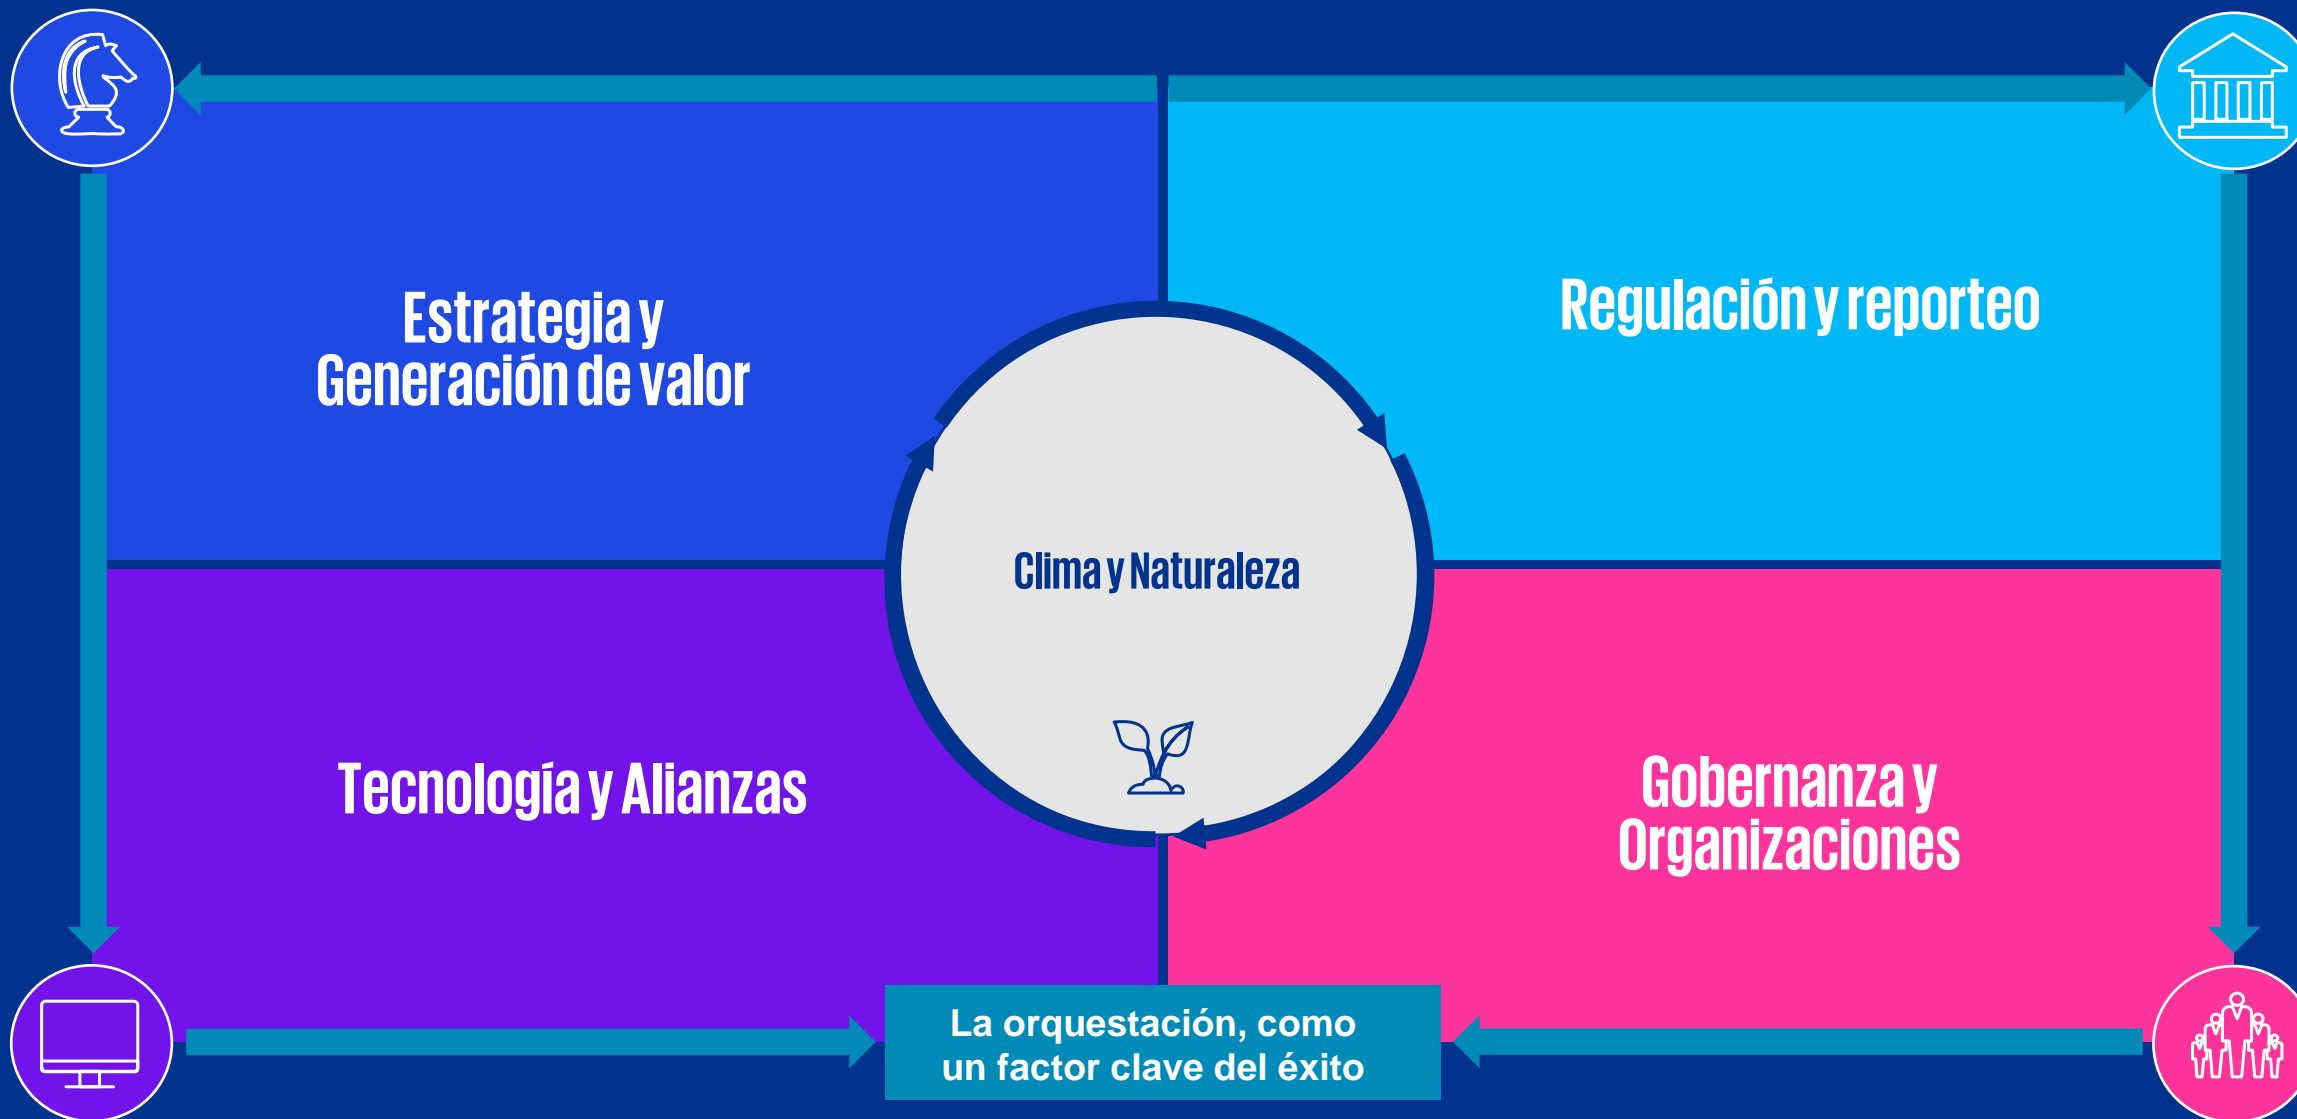 Estrategia y
Generación de valor
Regulación y reporteo
Clima y Naturaleza
Tecnología y Alianzas
Gobernanza y
Organizaciones
La orquestación, como
un factor clave del éxito